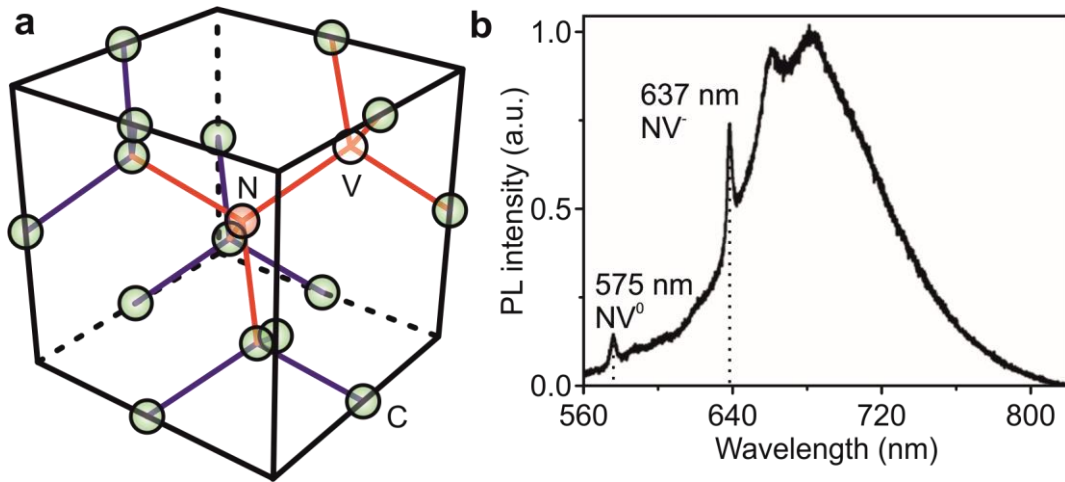 a
N
V
C
b
PL intensity (a.u.)
1.0
0.5
0.0
637 nm
NV⁻
575 nm
NV⁰
560
640
720
800
Wavelength (nm)